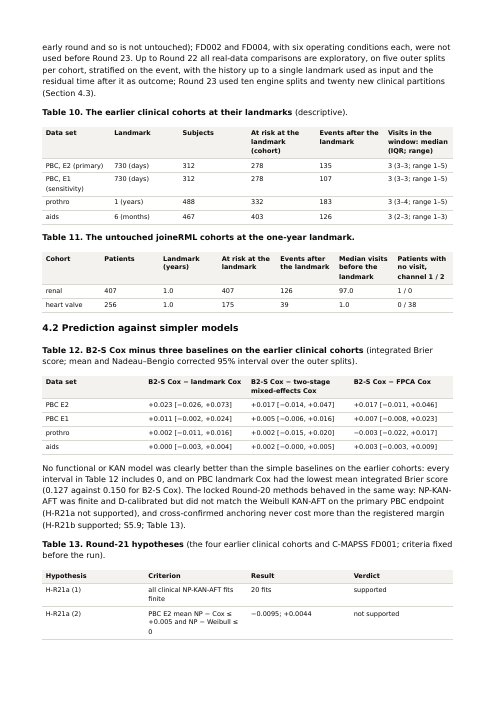 early round and so is not untouched); FD002 and FD004, with six operating conditions each, were not
used before Round 23. Up to Round 22 all real-data comparisons are exploratory, on five outer splits
per cohort, stratified on the event, with the history up to a single landmark used as input and the
residual time after it as outcome; Round 23 used ten engine splits and twenty new clinical partitions
(Section 4.3).
Table 10. The earlier clinical cohorts at their landmarks (descriptive).
Data set Landmark Subjects At risk at the landmark (cohort) Events after the landmark Visits in the window: median (IQR; range)
PBC, E2 (primary) 730 (days) 312 278 135 3 (3–3; range 1–5)
PBC, E1 (sensitivity) 730 (days) 312 278 107 3 (3–3; range 1–5)
prothro 1 (years) 488 332 183 3 (3–4; range 1–5)
aids 6 (months) 467 403 126 3 (2–3; range 1–3)
Table 11. The untouched joineRML cohorts at the one-year landmark.
Cohort Patients Landmark (years) At risk at the landmark Events after the landmark Median visits before the landmark Patients with no visit, channel 1 / 2
renal 407 1.0 407 126 97.0 1 / 0
heart valve 256 1.0 175 39 1.0 0 / 38
4.2 Prediction against simpler models
Table 12. B2-S Cox minus three baselines on the earlier clinical cohorts (integrated Brier
score; mean and Nadeau–Bengio corrected 95% interval over the outer splits).
Data set B2-S Cox − landmark Cox B2-S Cox − two-stage mixed-effects Cox B2-S Cox − FPCA Cox
PBC E2 +0.023 [−0.026, +0.073] +0.017 [−0.014, +0.047] +0.017 [−0.011, +0.046]
PBC E1 +0.011 [−0.002, +0.024] +0.005 [−0.006, +0.016] +0.007 [−0.008, +0.023]
prothro +0.002 [−0.011, +0.016] +0.002 [−0.015, +0.020] −0.003 [−0.022, +0.017]
aids +0.000 [−0.003, +0.004] +0.002 [−0.000, +0.005] +0.003 [−0.003, +0.009]
No functional or KAN model was clearly better than the simple baselines on the earlier cohorts: every
interval in Table 12 includes 0, and on PBC landmark Cox had the lowest mean integrated Brier score
(0.127 against 0.150 for B2-S Cox). The locked Round-20 methods behaved in the same way: NP-KAN-
AFT was finite and D-calibrated but did not match the Weibull KAN-AFT on the primary PBC endpoint
(H-R21a not supported), and cross-confirmed anchoring never cost more than the registered margin
(H-R21b supported; S5.9; Table 13).
Table 13. Round-21 hypotheses (the four earlier clinical cohorts and C-MAPSS FD001; criteria fixed
before the run).
Hypothesis Criterion Result Verdict
H-R21a (1) all clinical NP-KAN-AFT fits finite 20 fits supported
H-R21a (2) PBC E2 mean NP − Cox ≤ +0.005 and NP − Weibull ≤ 0 −0.0095; +0.0044 not supported